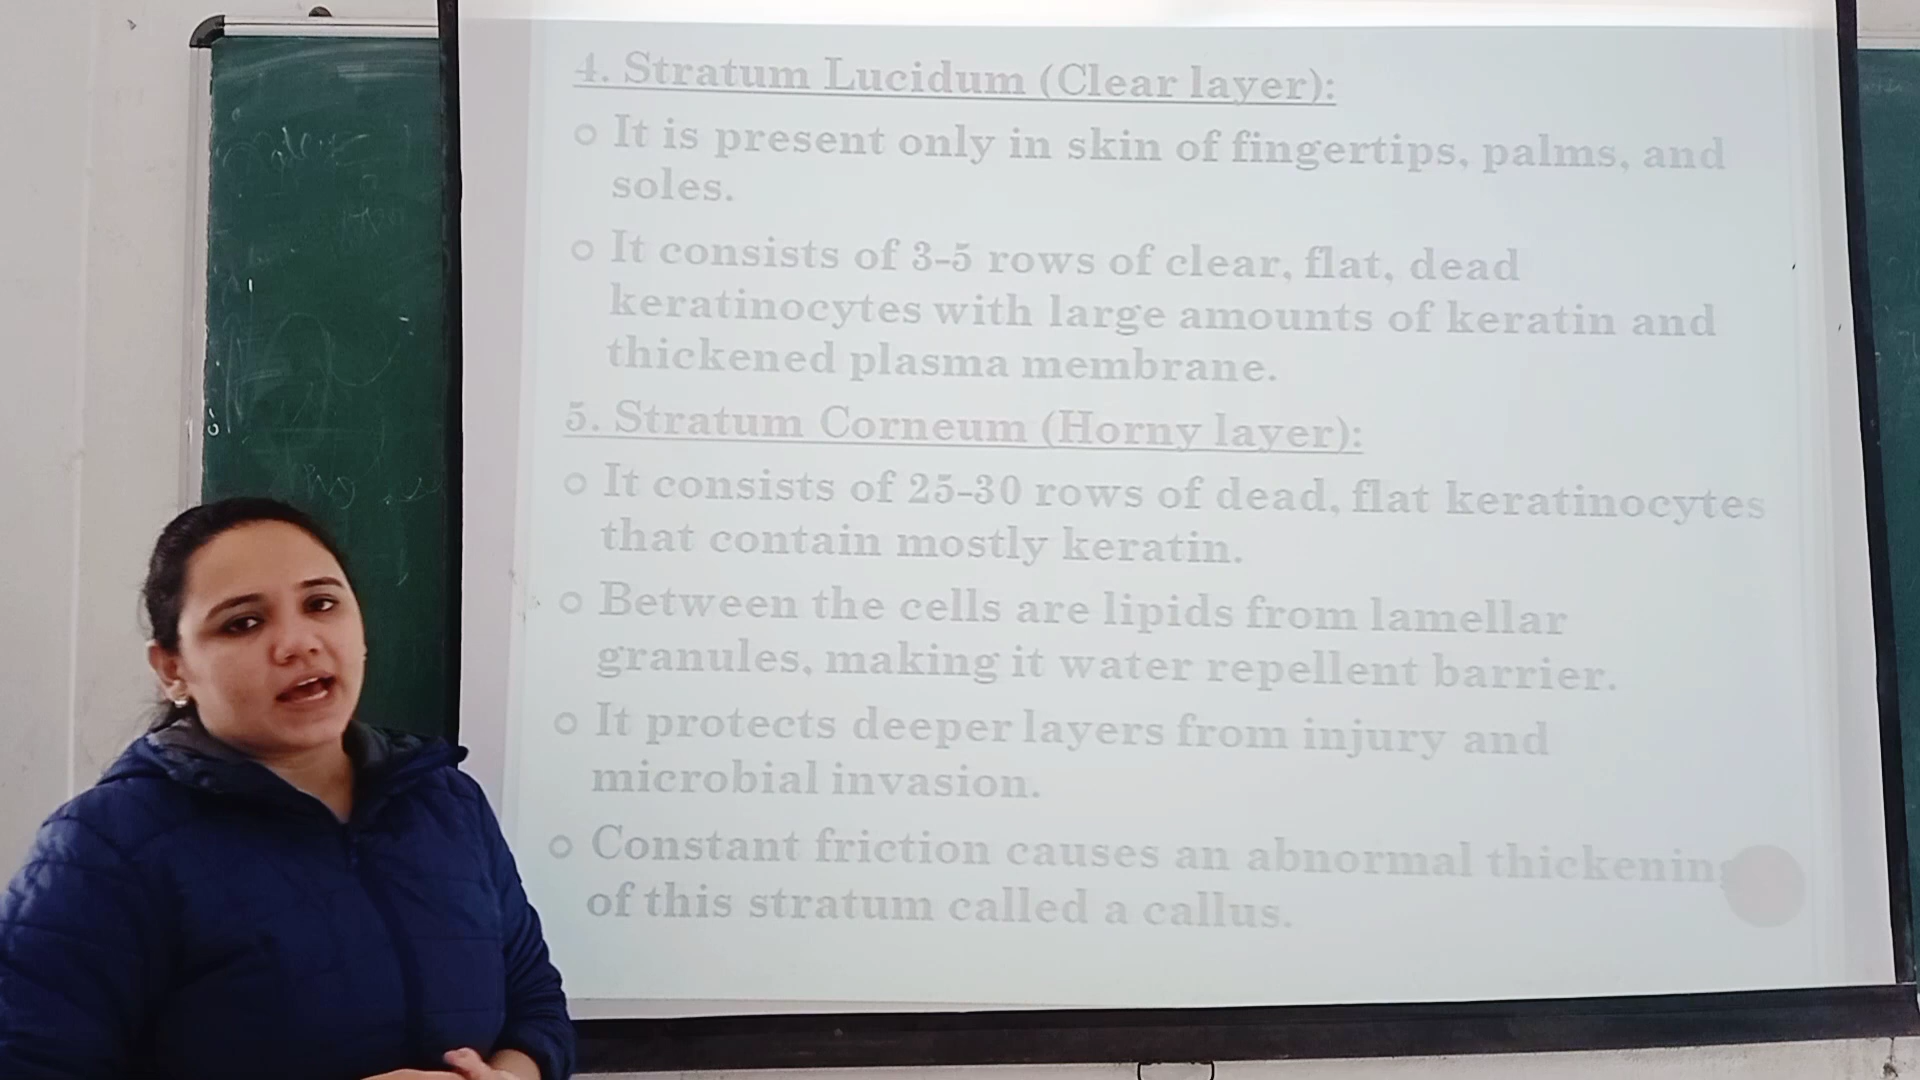 4. Stratum Lucidum (Clear layer):
It is present only in skin of fingertips, palms, and
soles.
It consists of 3-5 rows of clear, flat, dead
keratinocytes with large amounts of keratin and
thickened plasma membrane.
5. Stratum Corneum (Horny layer):
It consists of 25-30 rows of dead, flat keratinocytes
that contain mostly keratin.
Between the cells are lipids from lamellar
granules, making it water repellent barrier.
It protects deeper layers from injury and
microbial invasion.
Constant friction causes an abnormal thickening
of this stratum called a callus.